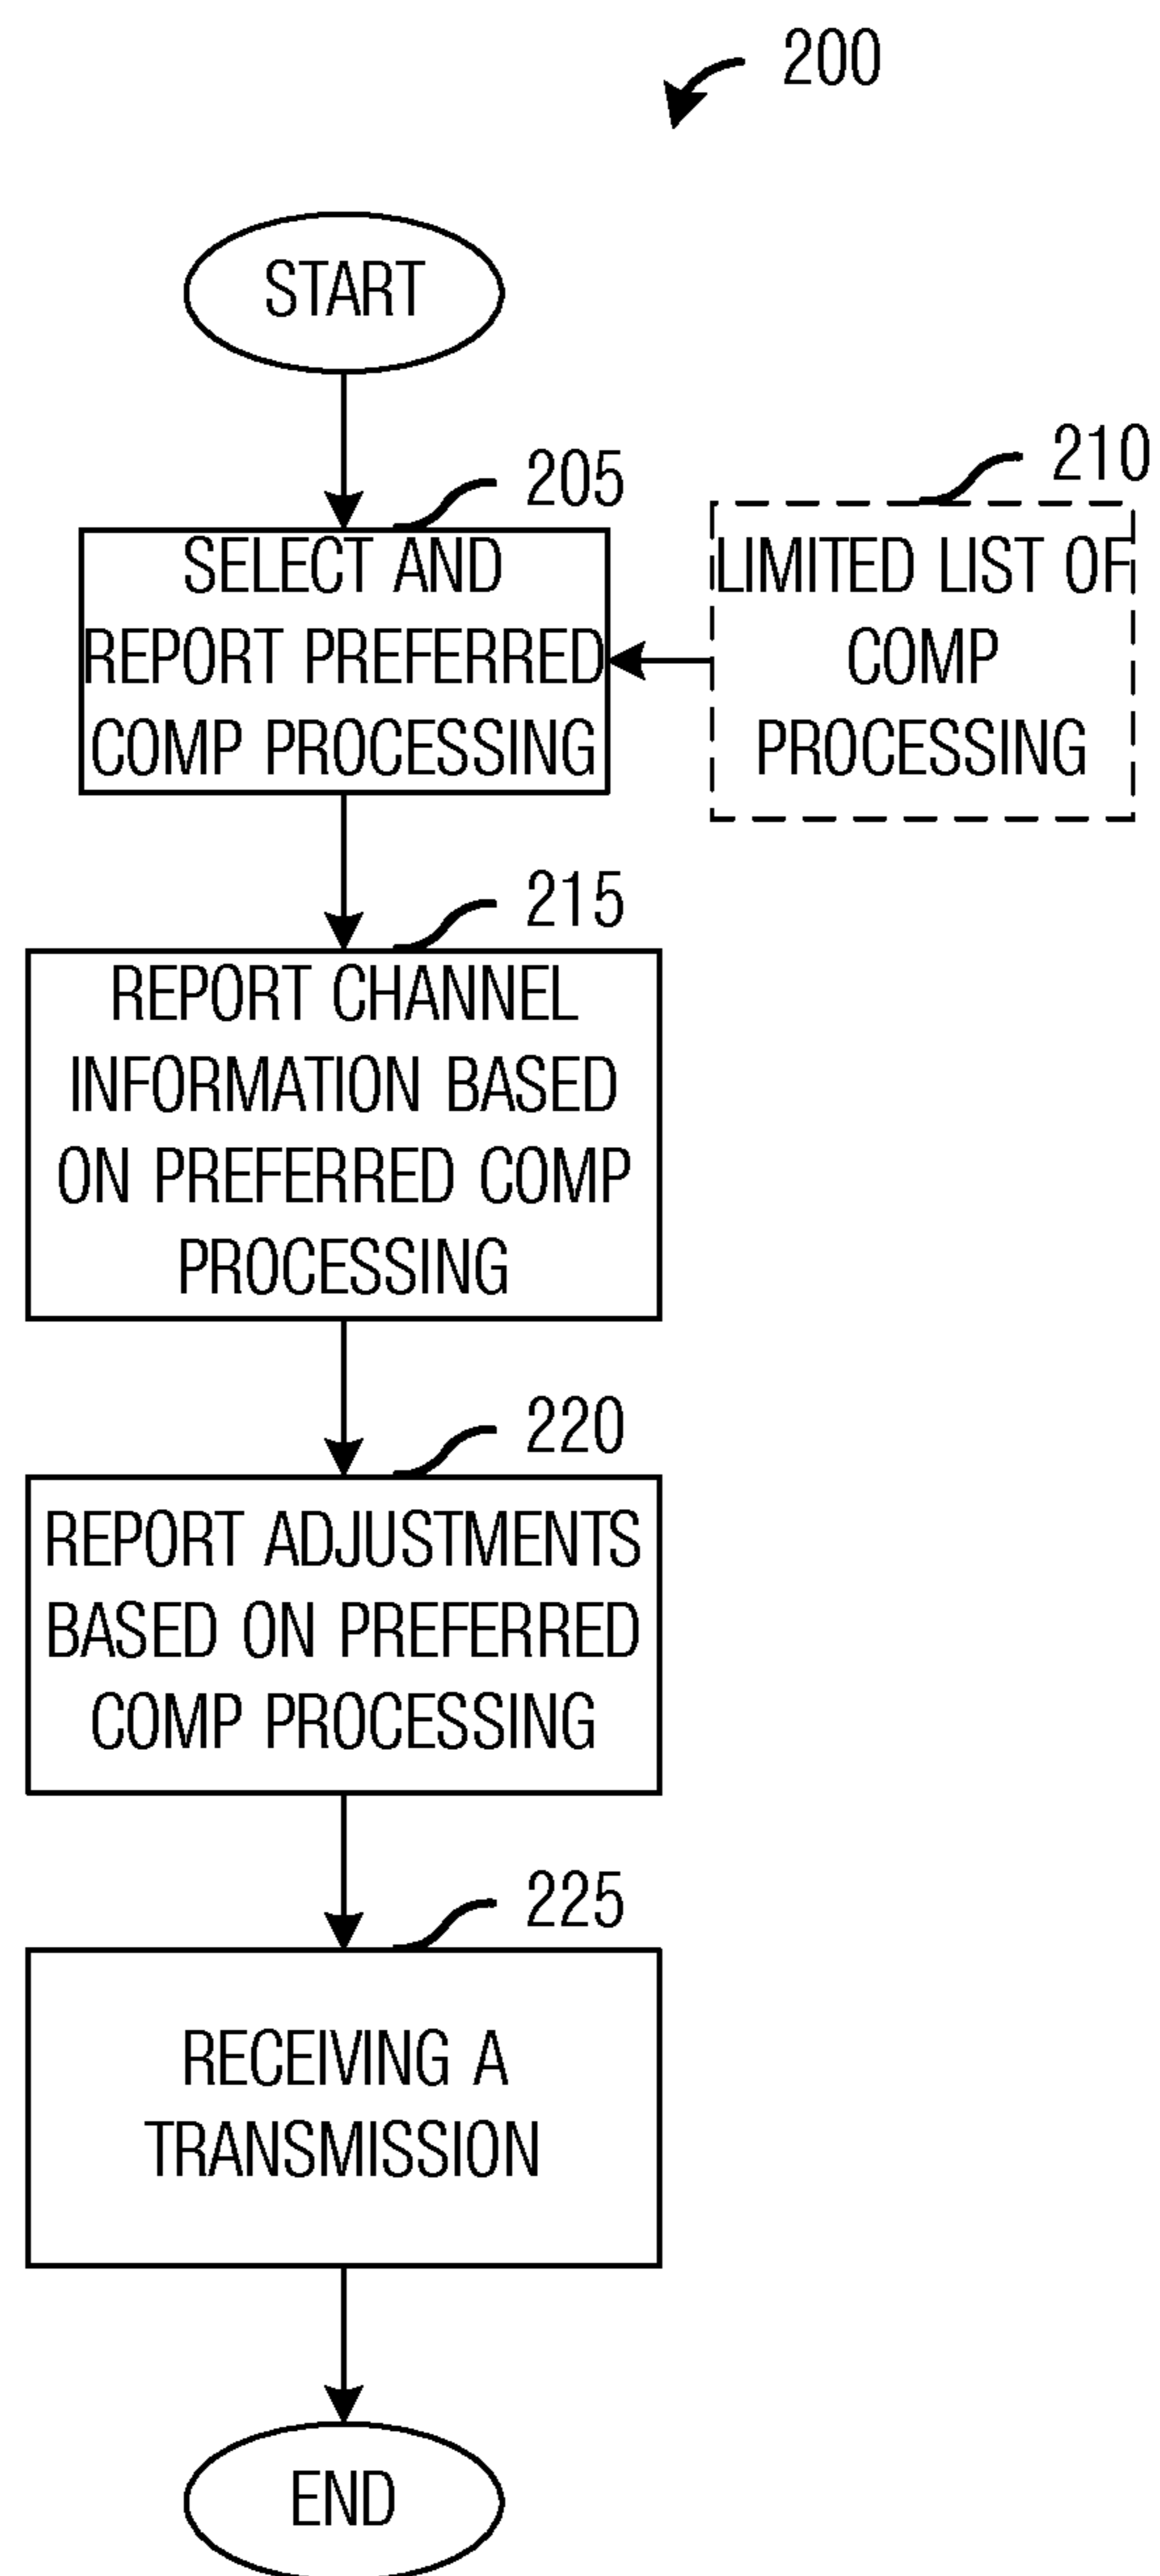 200
START
205
SELECT AND
REPORT PREFERRED
COMP PROCESSING
210
LIMITED LIST OF
COMP
PROCESSING
215
REPORT CHANNEL
INFORMATION BASED
ON PREFERRED COMP
PROCESSING
220
REPORT ADJUSTMENTS
BASED ON PREFERRED
COMP PROCESSING
225
RECEIVING A
TRANSMISSION
END